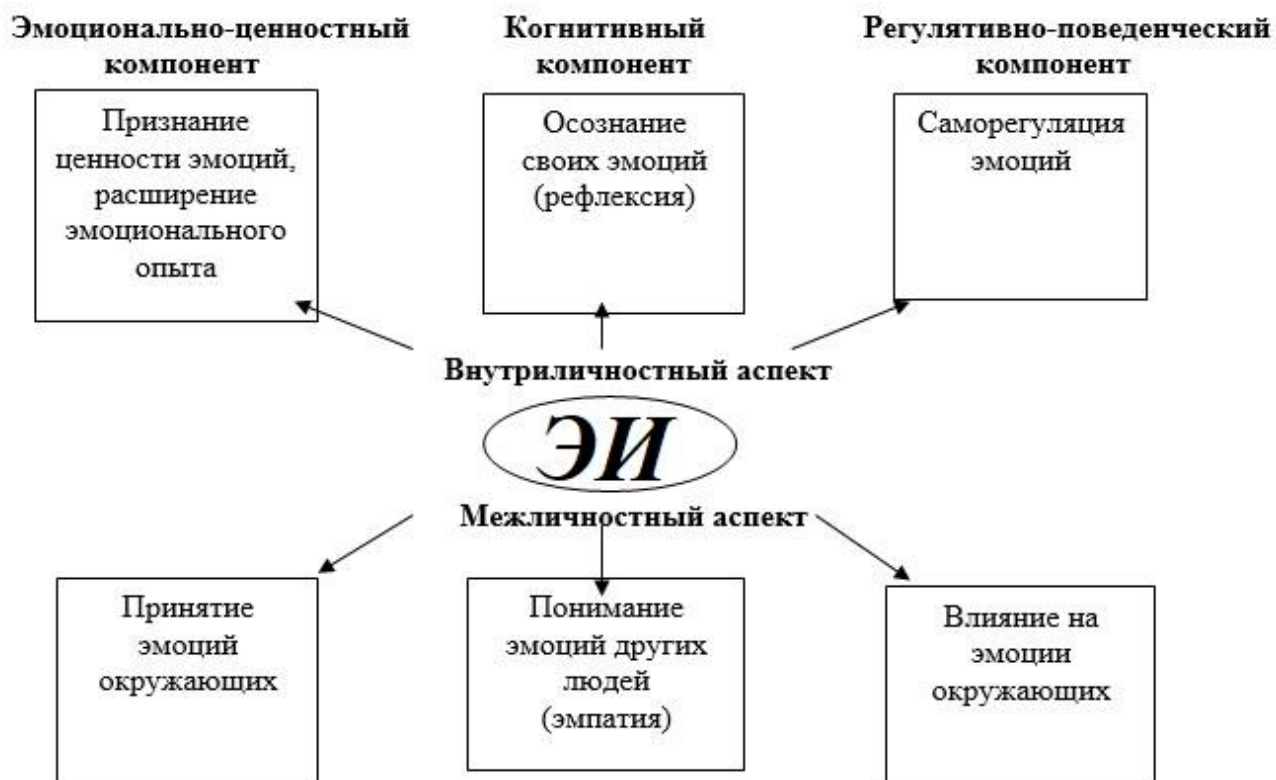 Эмоционально-ценностный
компонент
Когнитивный
компонент
Регулятивно-поведенческий
компонент
Признание
ценности эмоций,
расширение
эмоционального
опыта
Осознание
своих эмоций
(рефлексия)
Саморегуляция
эмоций
Внутриличностный аспект
ЭИ
Межличностный аспект
Принятие
эмоций
окружающих
Понимание
эмоций других
людей
(эмпатия)
Влияние на
эмоции
окружающих